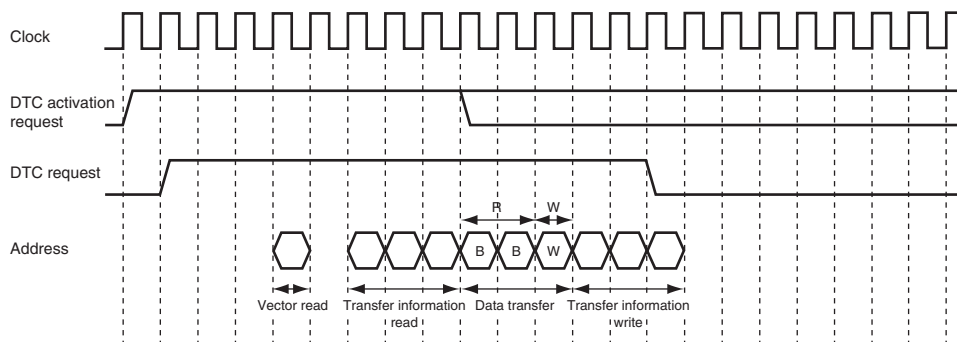 Clock
DTC activation
request
DTC request
R W
Address
B B W
Vector read Transfer information Data transfer Transfer information
read write